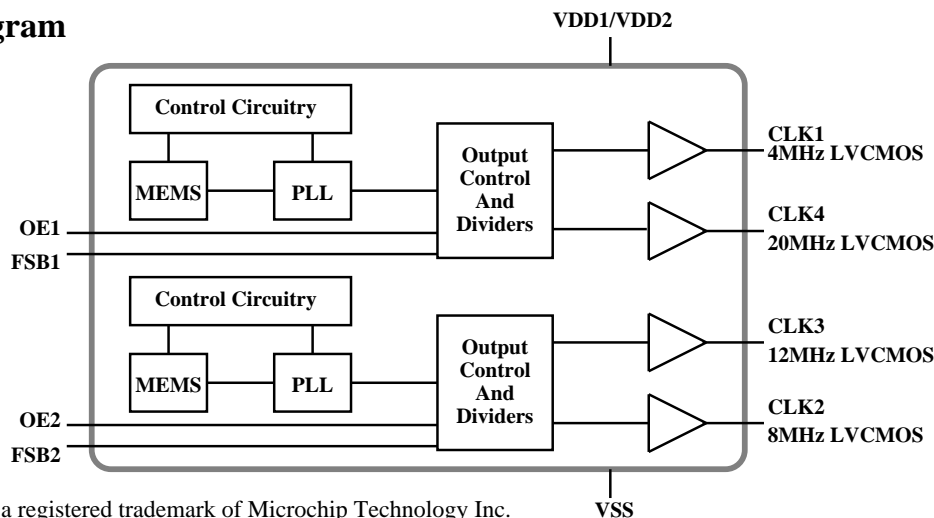 VDD1/VDD2
Control Circuitry
MEMS
PLL
Output
Control
And
Dividers
CLK1
4MHz LVCMOS
CLK4
20MHz LVCMOS
OE1
FSB1
Control Circuitry
MEMS
PLL
Output
Control
And
Dividers
CLK3
12MHz LVCMOS
CLK2
8MHz LVCMOS
OE2
FSB2
a registered trademark of Microchip Technology Inc.
VSS